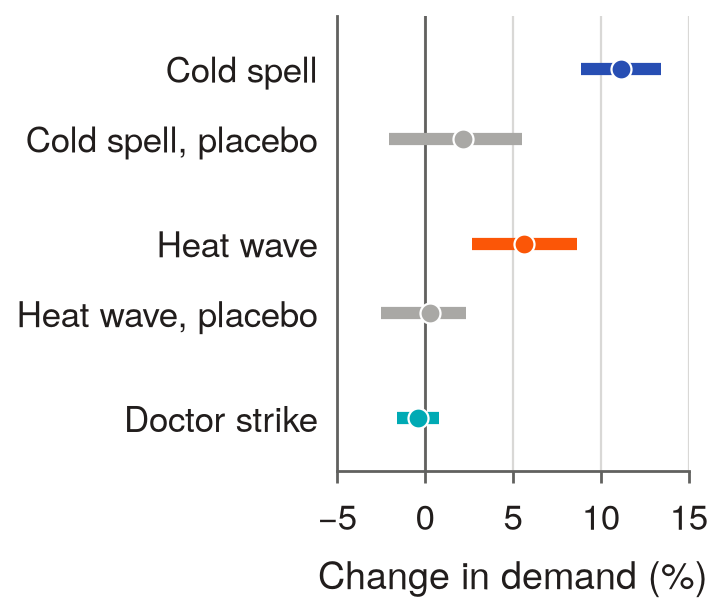 Cold spell
Cold spell, placebo
Heat wave
Heat wave, placebo
Doctor strike
−5 0 5 10 15
Change in demand (%)